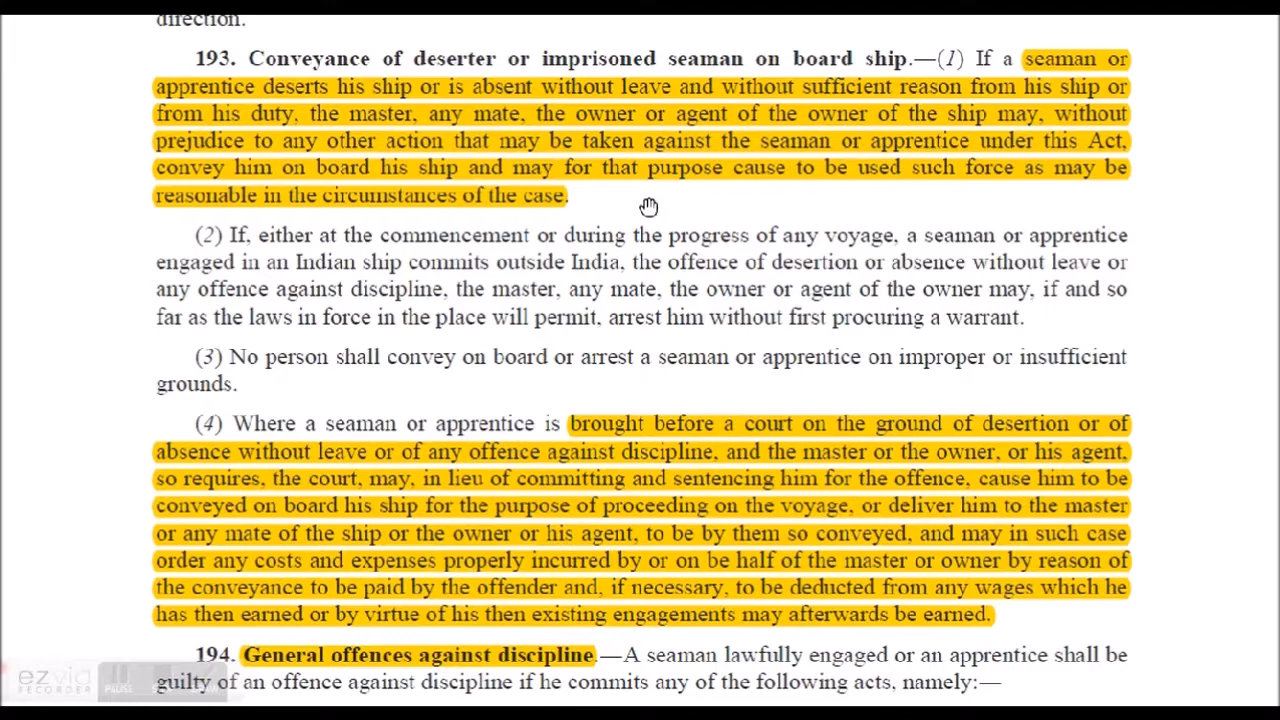 direction.
193. Conveyance of deserter or imprisoned seaman on board ship.—(1) If a seaman or
apprentice deserts his ship or is absent without leave and without sufficient reason from his ship or
from his duty, the master, any mate, the owner or agent of the owner of the ship may, without
prejudice to any other action that may be taken against the seaman or apprentice under this Act,
convey him on board his ship and may for that purpose cause to be used such force as may be
reasonable in the circumstances of the case.
(2) If, either at the commencement or during the progress of any voyage, a seaman or apprentice
engaged in an Indian ship commits outside India, the offence of desertion or absence without leave or
any offence against discipline, the master, any mate, the owner or agent of the owner may, if and so
far as the laws in force in the place will permit, arrest him without first procuring a warrant.
(3) No person shall convey on board or arrest a seaman or apprentice on improper or insufficient
grounds.
(4) Where a seaman or apprentice is brought before a court on the ground of desertion or of
absence without leave or of any offence against discipline, and the master or the owner, or his agent,
so requires, the court, may, in lieu of committing and sentencing him for the offence, cause him to be
conveyed on board his ship for the purpose of proceeding on the voyage, or deliver him to the master
or any mate of the ship or the owner or his agent, to be by them so conveyed, and may in such case
order any costs and expenses properly incurred by or on be half of the master or owner by reason of
the conveyance to be paid by the offender and, if necessary, to be deducted from any wages which he
has then earned or by virtue of his then existing engagements may afterwards be earned.
194. General offences against discipline.—A seaman lawfully engaged or an apprentice shall be
guilty of an offence against discipline if he commits any of the following acts, namely:—
ezvid
RECORDER
PAUSE